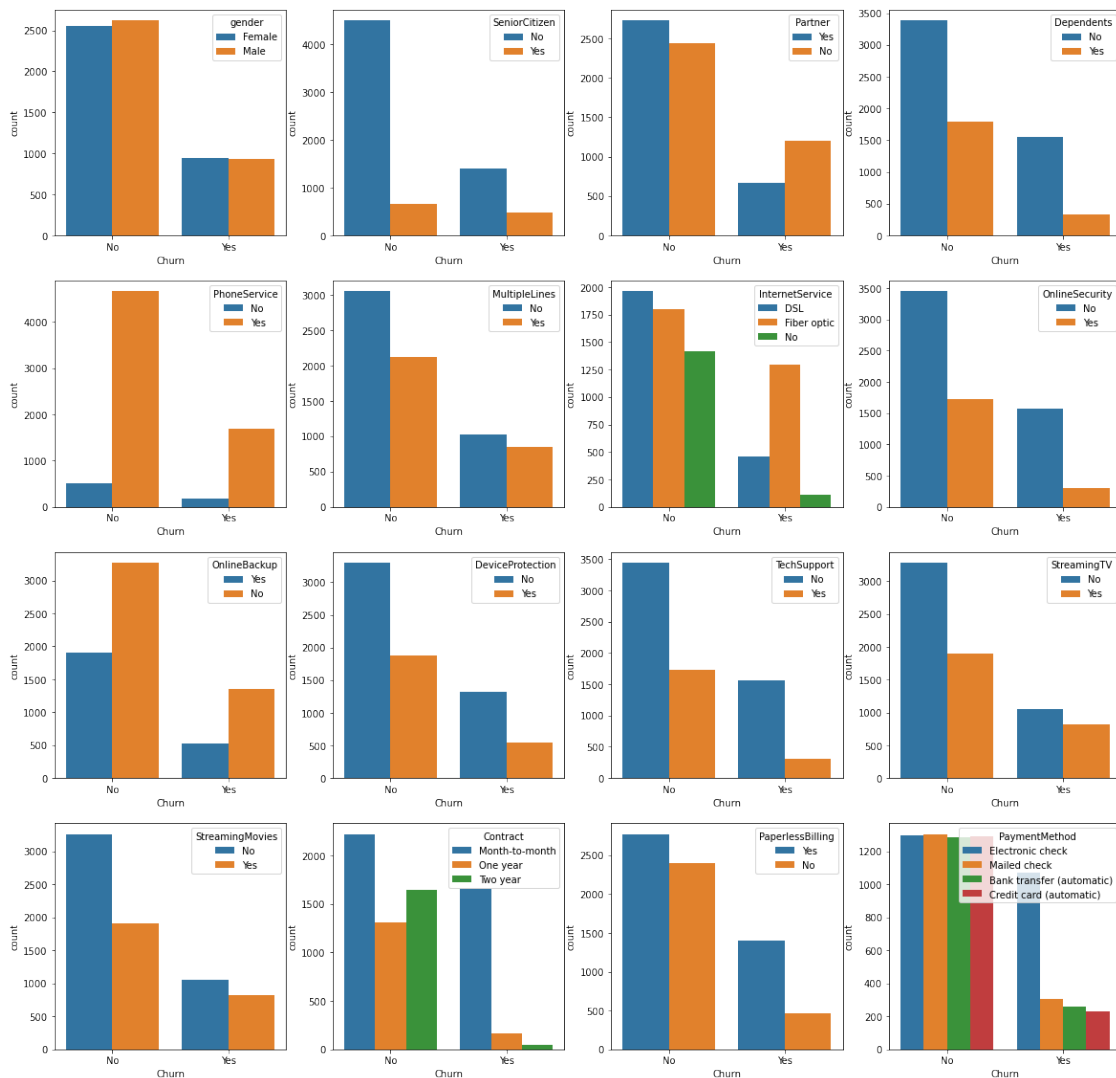 gender
Female
Male
2500
2000
1500
1000
500
0
count
No
Yes
Churn
SeniorCitizen
No
Yes
4000
3000
2000
1000
0
count
No
Yes
Churn
Partner
Yes
No
2500
2000
1500
1000
500
0
count
No
Yes
Churn
Dependents
No
Yes
3500
3000
2500
2000
1500
1000
500
0
count
No
Yes
Churn
PhoneService
No
Yes
4000
3000
2000
1000
0
count
No
Yes
Churn
MultipleLines
No
Yes
3000
2500
2000
1500
1000
500
0
count
No
Yes
Churn
InternetService
DSL
Fiber optic
No
2000
1750
1500
1250
1000
750
500
250
0
count
No
Yes
Churn
OnlineSecurity
No
Yes
3500
3000
2500
2000
1500
1000
500
0
count
No
Yes
Churn
OnlineBackup
Yes
No
3000
2500
2000
1500
1000
500
0
count
No
Yes
Churn
DeviceProtection
No
Yes
3000
2500
2000
1500
1000
500
0
count
No
Yes
Churn
TechSupport
No
Yes
3500
3000
2500
2000
1500
1000
500
0
count
No
Yes
Churn
StreamingTV
No
Yes
3000
2500
2000
1500
1000
500
0
count
No
Yes
Churn
StreamingMovies
No
Yes
3000
2500
2000
1500
1000
500
0
count
No
Yes
Churn
Contract
Month-to-month
One year
Two year
2000
1500
1000
500
0
count
No
Yes
Churn
PaperlessBilling
Yes
No
2500
2000
1500
1000
500
0
count
No
Yes
Churn
PaymentMethod
Electronic check
Mailed check
Bank transfer (automatic)
Credit card (automatic)
1200
1000
800
600
400
200
0
count
No
Yes
Churn